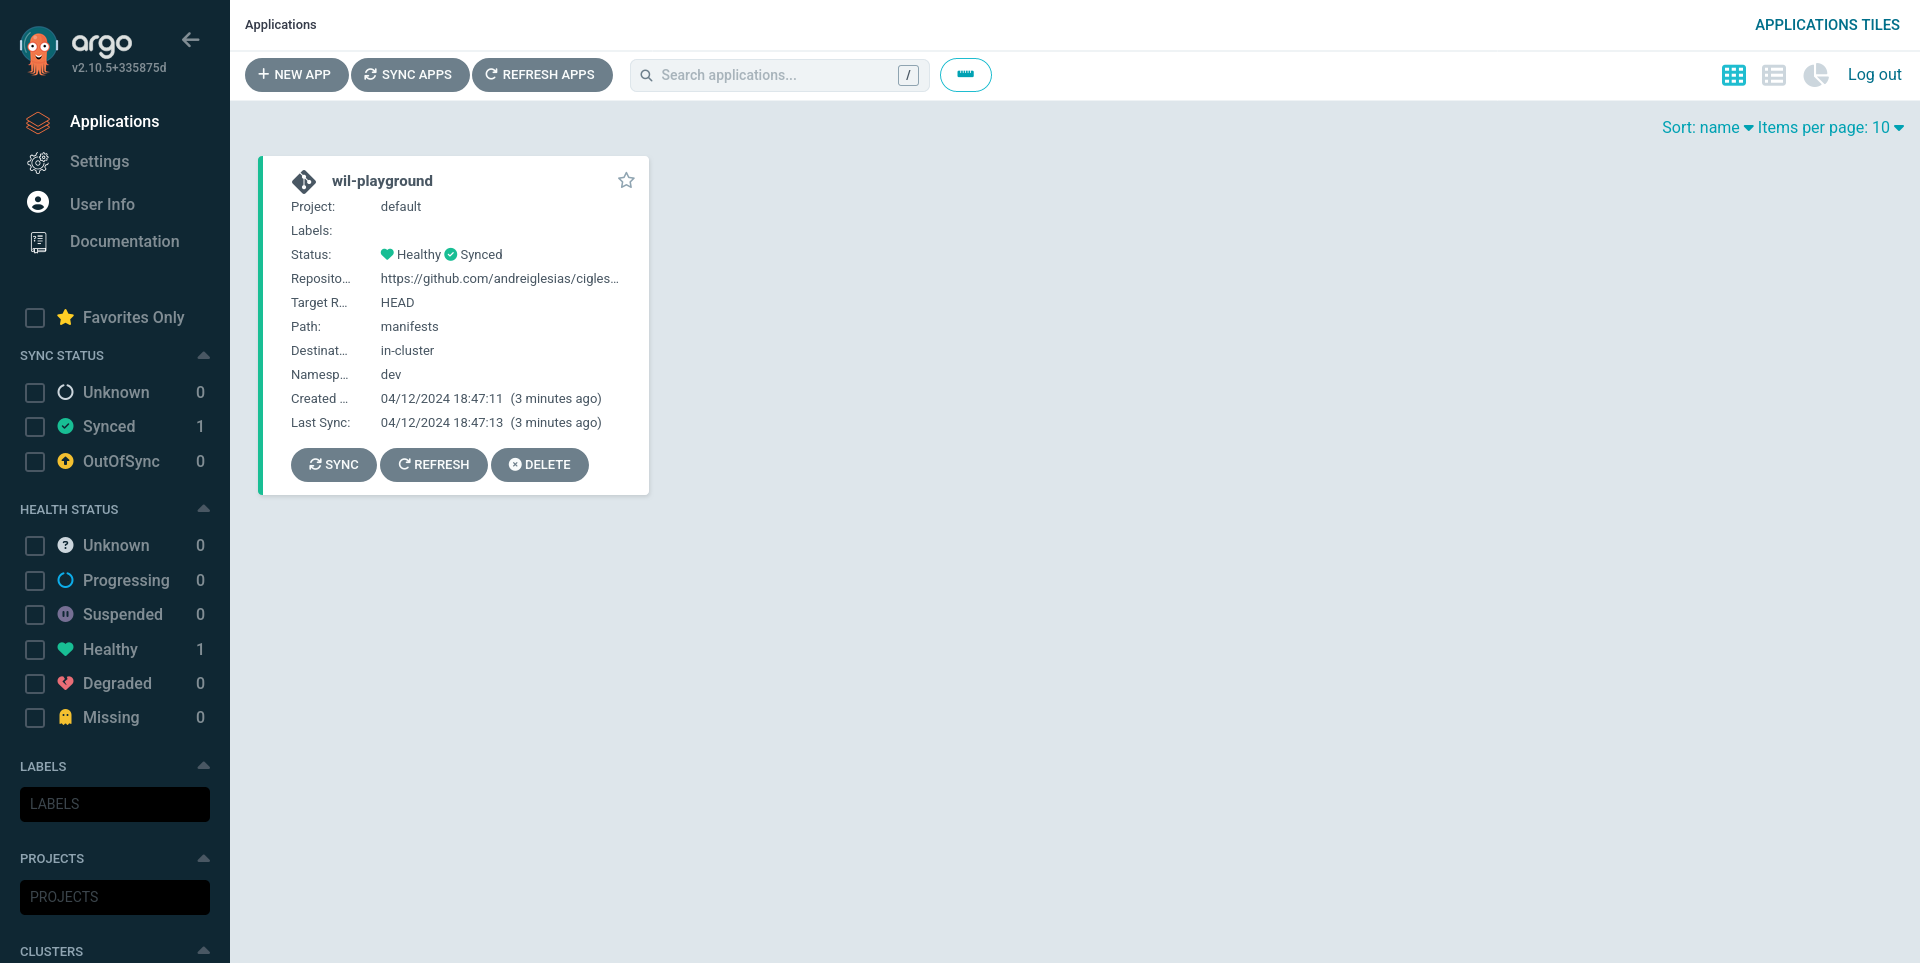 argo
v2.10.5+335875d
Applications
Settings
User Info
Documentation
Favorites Only
SYNC STATUS
Unknown 0
Synced 1
OutOfSync 0
HEALTH STATUS
Unknown 0
Progressing 0
Suspended 0
Healthy 1
Degraded 0
Missing 0
LABELS
LABELS
PROJECTS
PROJECTS
CLUSTERS
Applications APPLICATIONS TILES
NEW APP SYNC APPS REFRESH APPS Search applications... / Log out
Sort: name Items per page: 10
wil-playground
Project: default
Labels:
Status: Healthy Synced
Reposito... https://github.com/andreiglesias/cigles...
Target R... HEAD
Path: manifests
Destinat... in-cluster
Namesp... dev
Created ... 04/12/2024 18:47:11 (3 minutes ago)
Last Sync: 04/12/2024 18:47:13 (3 minutes ago)
SYNC REFRESH DELETE